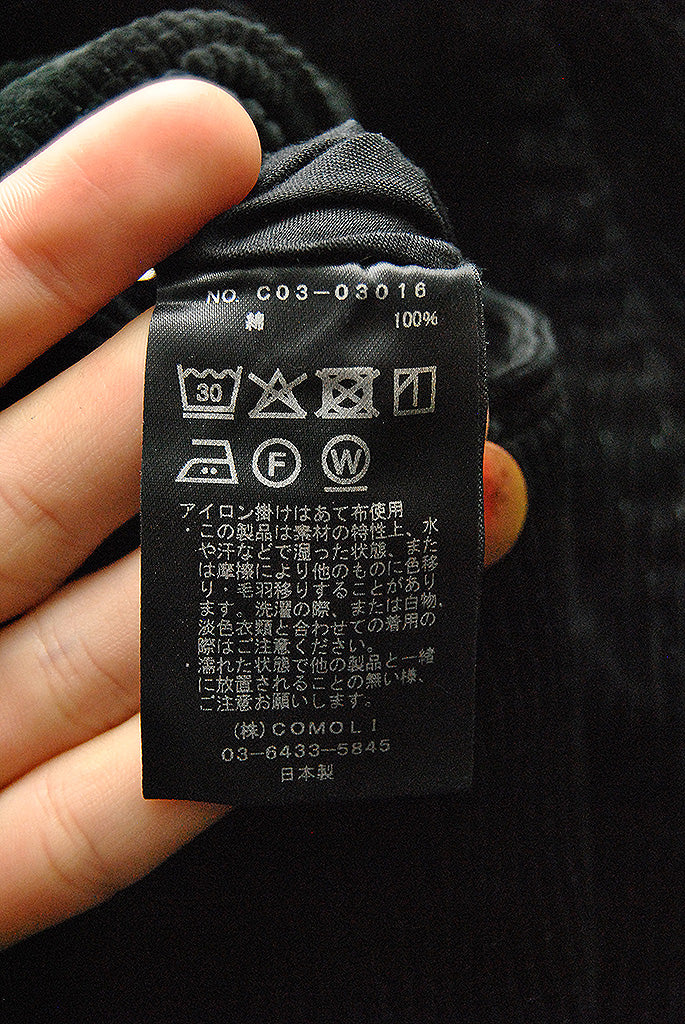 NO. C03-03016
綿 100%
30
F W
アイロン掛けはあて布使用
・この製品は素材の特性上、水
や汗などで湿った状態、また
は摩擦により他のものに色移
り・毛羽移りすることがあり
ます。洗濯の際、または白物、
淡色衣類と合わせての着用の
際はご注意ください。
・濡れた状態で他の製品と一緒
に放置されることの無い様、
ご注意お願いします。
(株)COMOLI
03-6433-5845
日本製